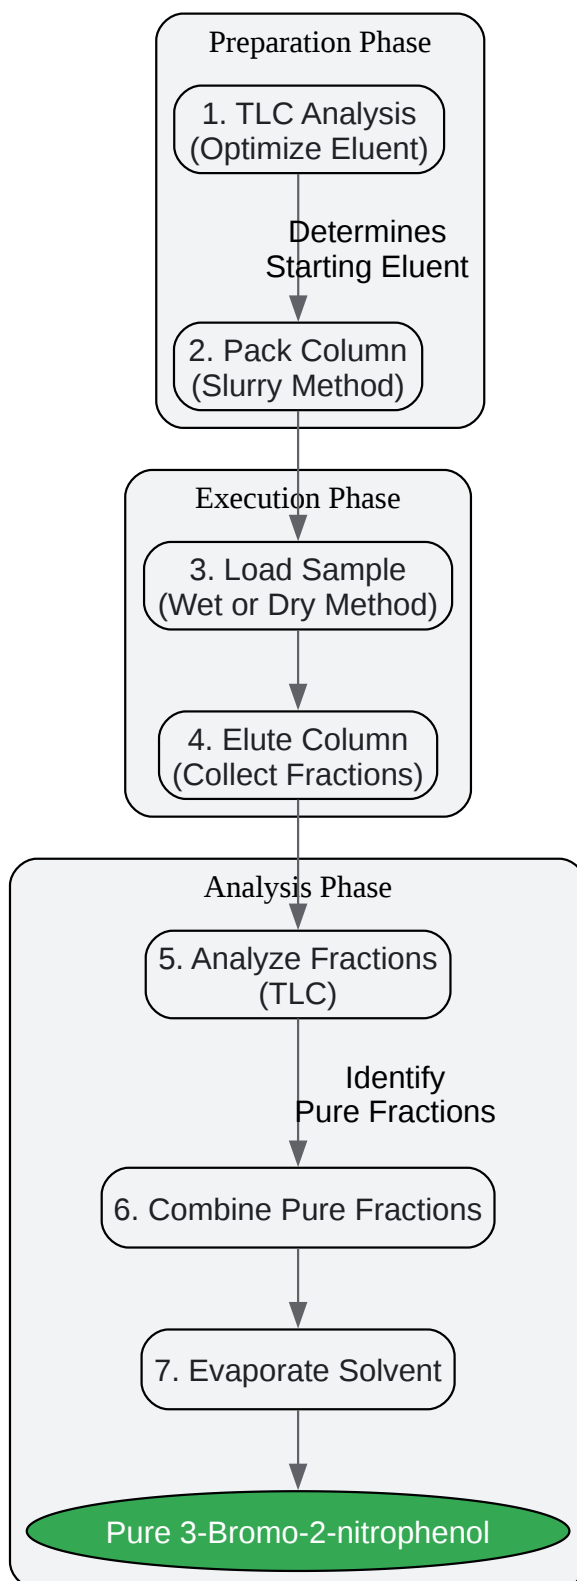 Preparation Phase
1. TLC Analysis
(Optimize Eluent)
Determines
Starting Eluent
2. Pack Column
(Slurry Method)
Execution Phase
3. Load Sample
(Wet or Dry Method)
4. Elute Column
(Collect Fractions)
Analysis Phase
5. Analyze Fractions
(TLC)
Identify
Pure Fractions
6. Combine Pure Fractions
7. Evaporate Solvent
Pure 3-Bromo-2-nitrophenol